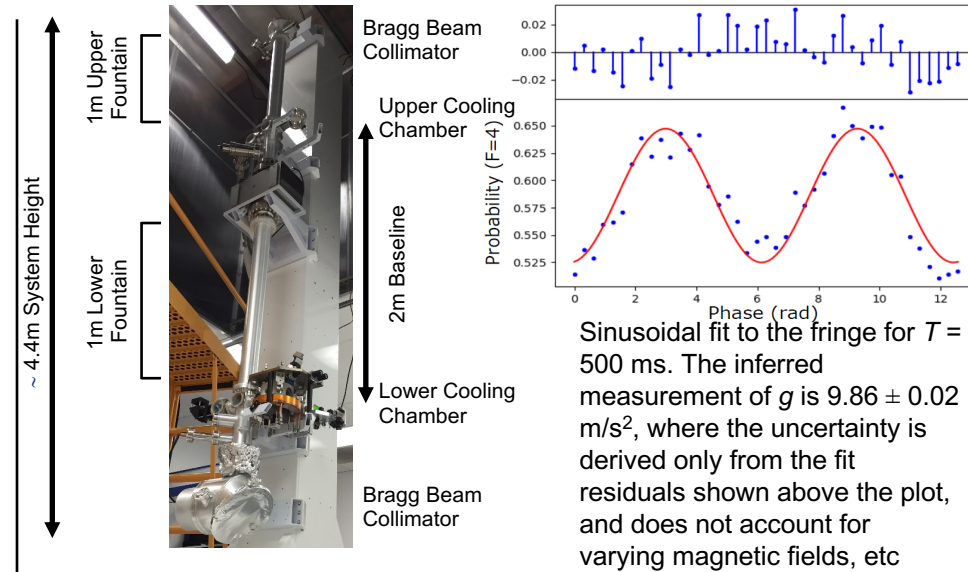 ~ 4.4m System Height
1m Upper
Fountain
1m Lower
Fountain
Bragg Beam
Collimator
Upper Cooling
Chamber
2m Baseline
Lower Cooling
Chamber
Bragg Beam
Collimator
0.02
0.00
−0.02
0.650
0.625
0.600
0.575
0.550
0.525
Probability (F=4)
0
2
4
6
8
10
12
Phase (rad)
Sinusoidal fit to the fringe for T =
500 ms. The inferred
measurement of g is 9.86 ± 0.02
m/s², where the uncertainty is
derived only from the fit
residuals shown above the plot,
and does not account for
varying magnetic fields, etc